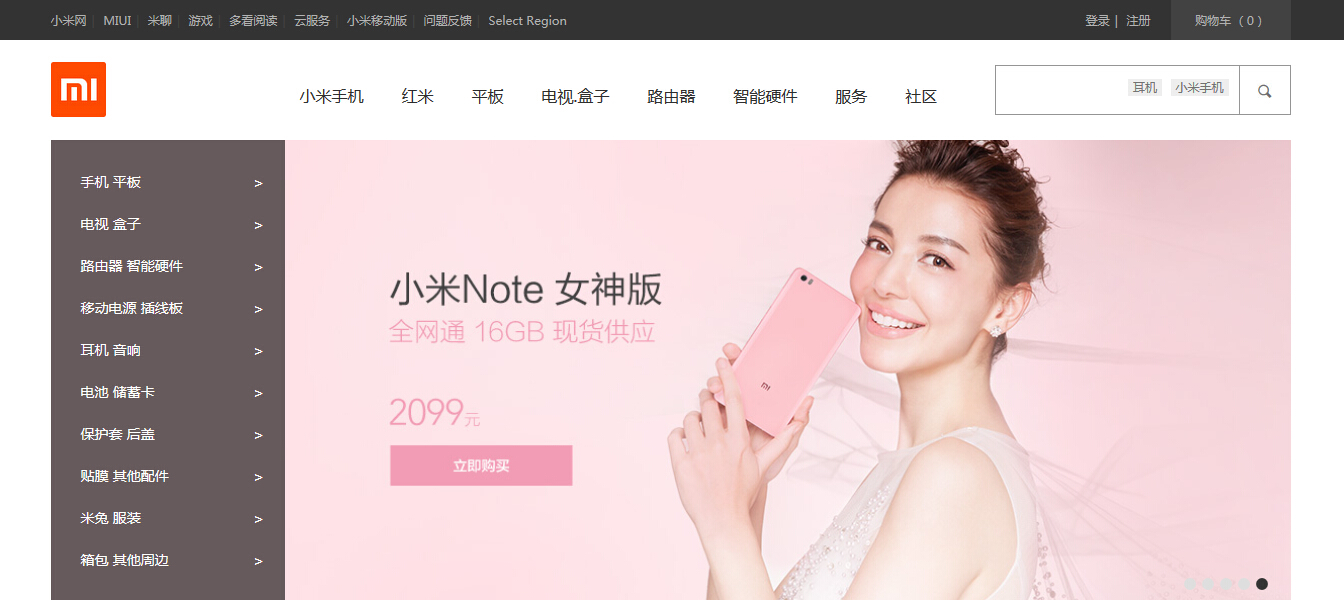 小米网 MIUI 米聊 游戏 多看阅读 云服务 小米移动版 问题反馈 Select Region 登录 | 注册 购物车（0）
mi 小米手机 红米 平板 电视.盒子 路由器 智能硬件 服务 社区 耳机 小米手机
手机 平板 >
电视 盒子 >
路由器 智能硬件 >
移动电源 插线板 >
耳机 音响 >
电池 储蓄卡 >
保护套 后盖 >
贴膜 其他配件 >
米兔 服装 >
箱包 其他周边 >
小米Note 女神版
全网通 16GB 现货供应
2099元
立即购买
mi